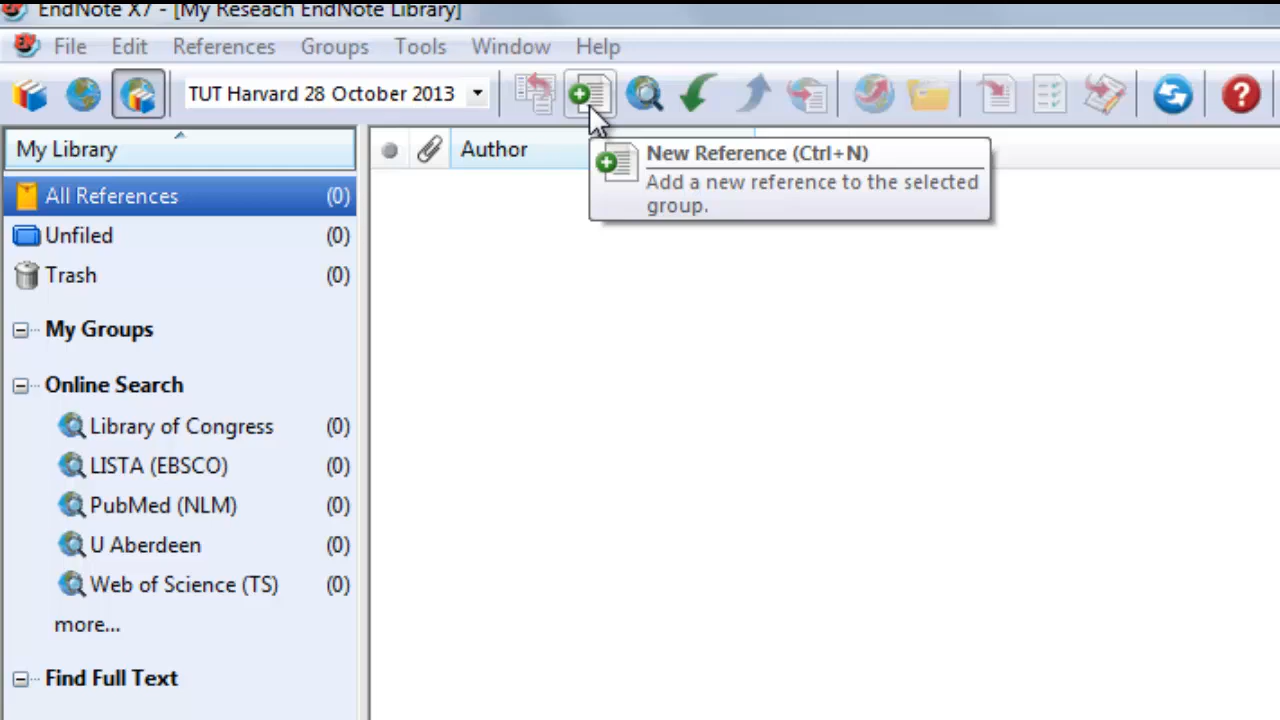 EndNote X7 - [My Reseach EndNote Library]
File Edit References Groups Tools Window Help
TUT Harvard 28 October 2013
My Library
Author
New Reference (Ctrl+N)
Add a new reference to the selected
group.
All References (0)
Unfiled (0)
Trash (0)
My Groups
Online Search
Library of Congress (0)
LISTA (EBSCO) (0)
PubMed (NLM) (0)
U Aberdeen (0)
Web of Science (TS) (0)
more...
Find Full Text